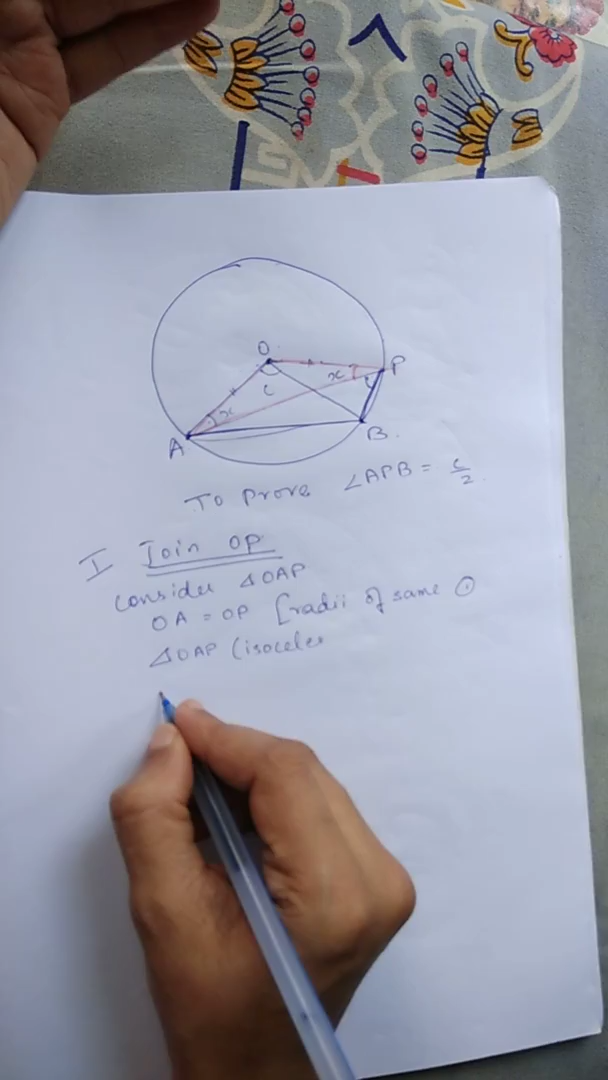 O
P
x
c
x
A
B
To Prove ∠APB = c/2
I Join OP
Consider ΔOAP
OA = OP [radii of same ⊙
ΔOAP (isoceles